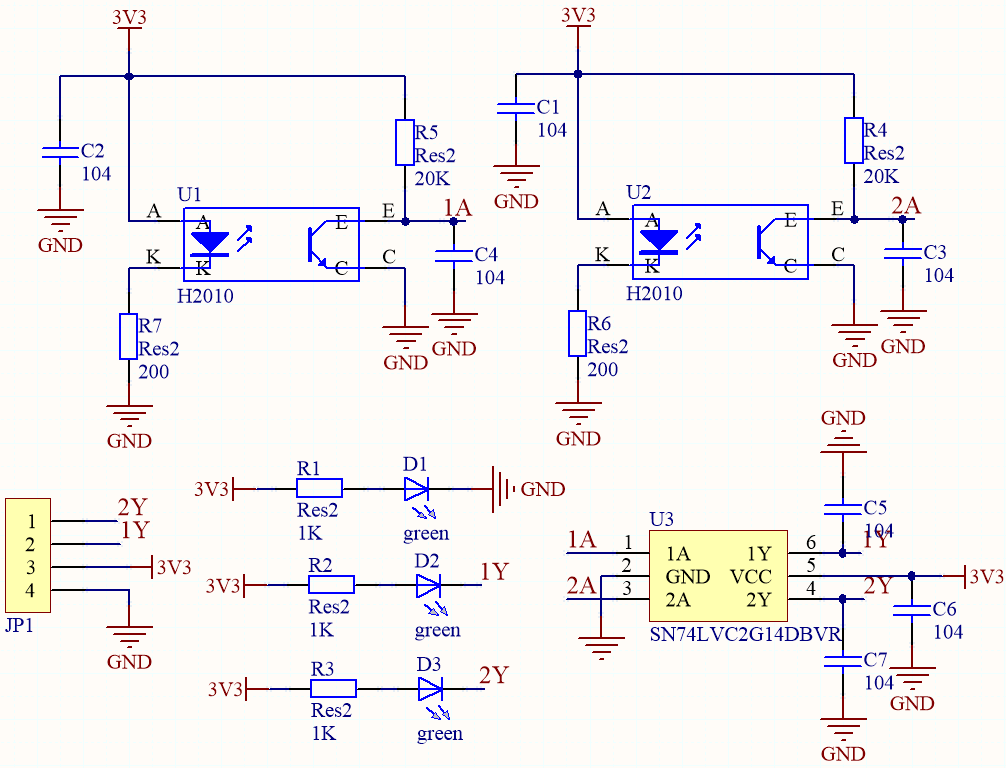 3V3
C2
104
GND
R5
Res2
20K
U1
A
K
A
K
E
C
E
C
1A
H2010
C4
104
GND
GND
R7
Res2
200
GND
3V3
C1
104
GND
R4
Res2
20K
U2
A
K
A
K
E
C
E
C
2A
H2010
C3
104
GND
GND
R6
Res2
200
GND
1
2
3
4
2Y
1Y
3V3
JP1
GND
3V3
R1
Res2
1K
D1
green
GND
3V3
R2
Res2
1K
D2
green
1Y
3V3
R3
Res2
1K
D3
green
2Y
GND
C5
104
U3
1A
1
2
2A
3
1A
GND
2A
1Y
VCC
2Y
6
5
4
1Y
2Y
3V3
SN74LVC2G14DBVR
C6
104
GND
C7
104
GND